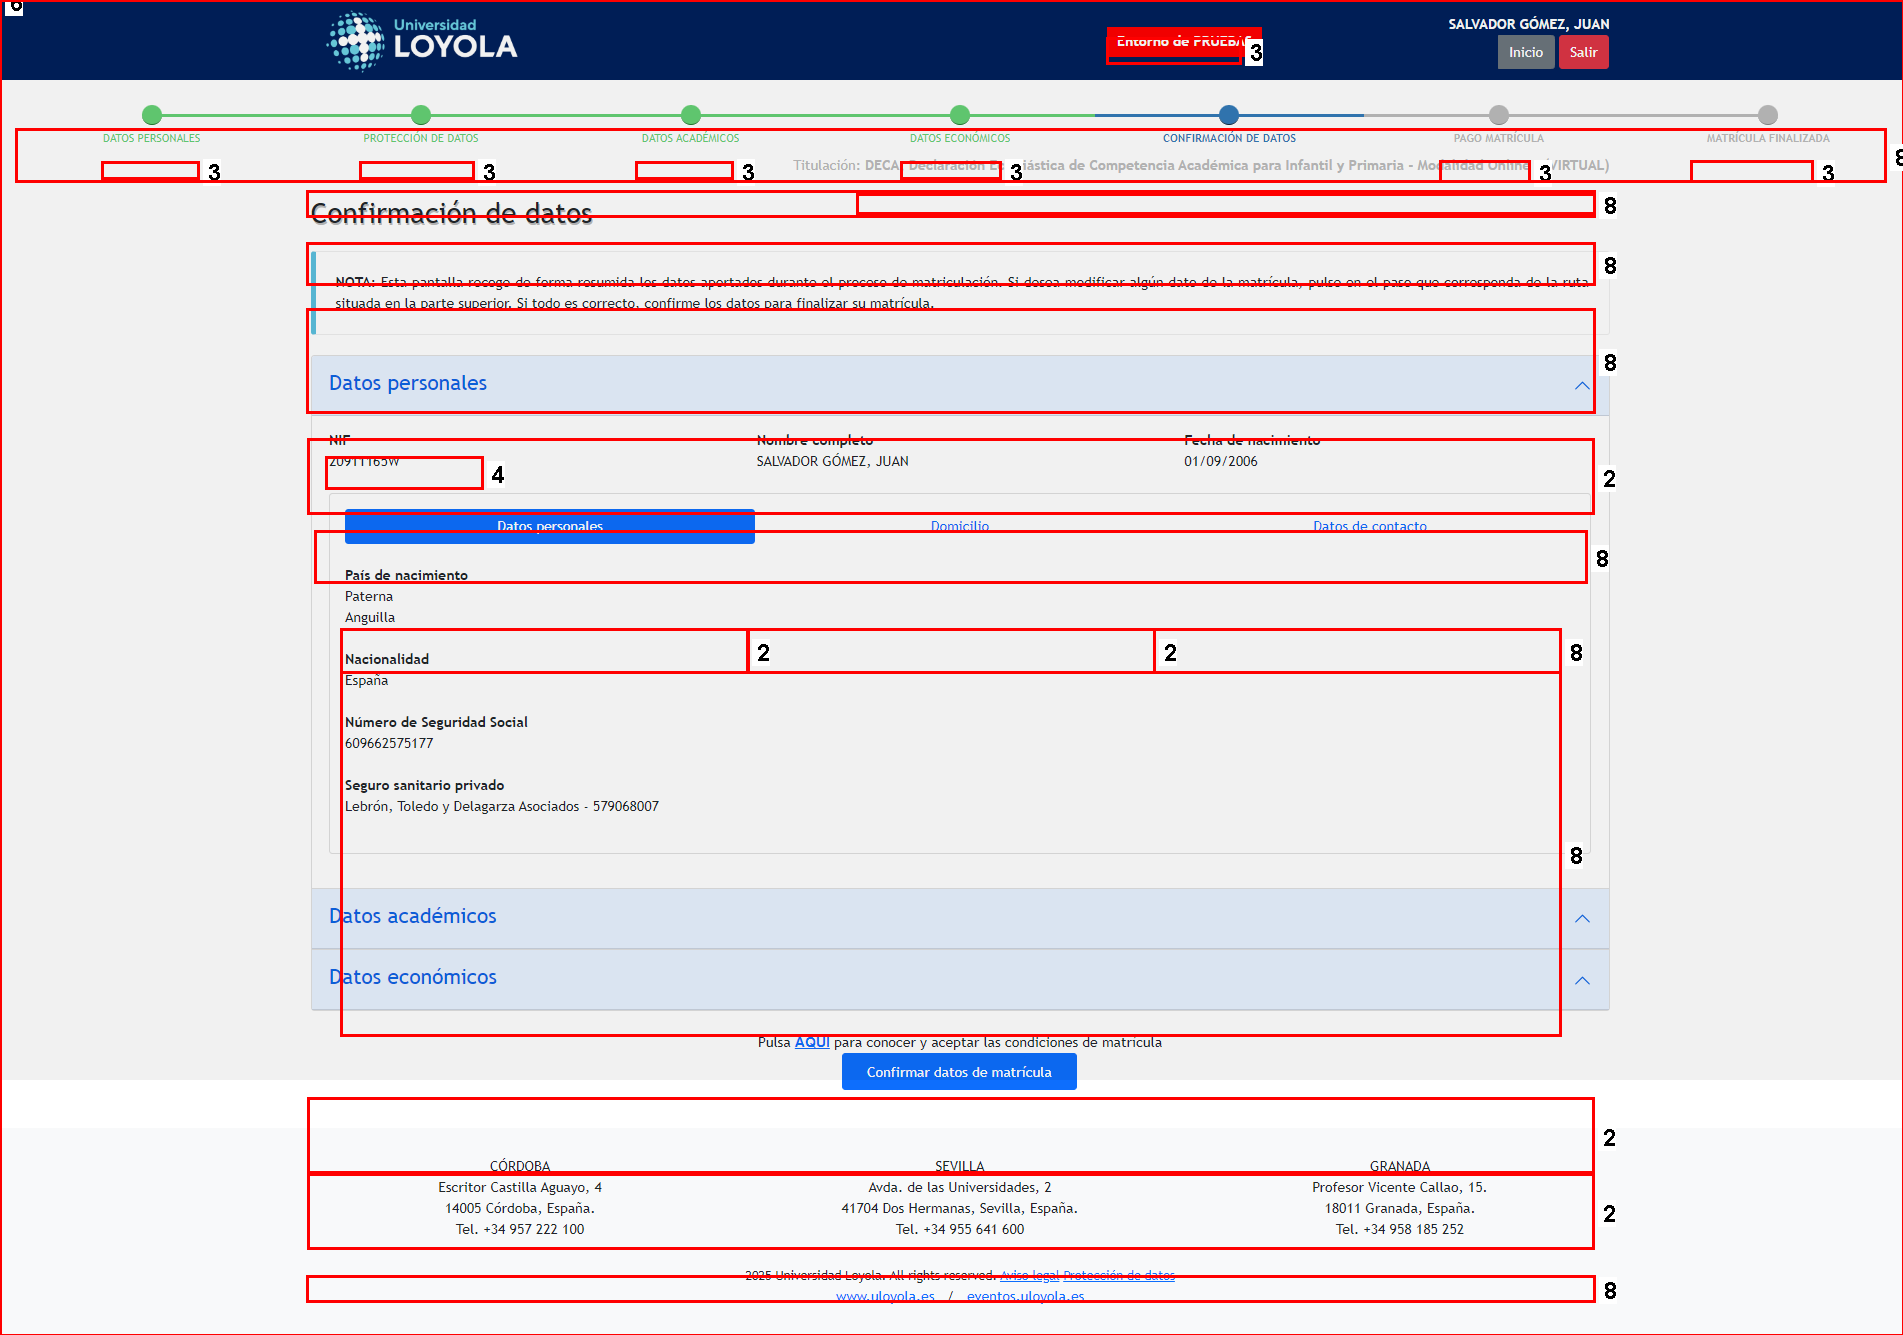 6
Universidad
LOYOLA
Entorno de PRUEBAS
3
SALVADOR GÓMEZ, JUAN
Inicio
Salir
DATOS PERSONALES
PROTECCIÓN DE DATOS
DATOS ACADÉMICOS
DATOS ECONÓMICOS
CONFIRMACIÓN DE DATOS
PAGO MATRÍCULA
MATRÍCULA FINALIZADA
8
Titulación: DECA, Declaración Eclesiástica de Competencia Académica para Infantil y Primaria - Modalidad Online (VIRTUAL)
3
3
3
3
3
3
Confirmación de datos
8
NOTA: Esta pantalla recoge de forma resumida los datos aportados durante el proceso de matriculación. Si desea modificar algún dato de la matrícula, pulse en el paso que corresponda de la ruta
situada en la parte superior. Si todo es correcto, confirme los datos para finalizar su matrícula.
8
Datos personales
8
NIF
20911165W
4
Nombre completo
SALVADOR GÓMEZ, JUAN
Fecha de nacimiento
01/09/2006
2
Datos personales
Domicilio
Datos de contacto
8
País de nacimiento
Paterna
Anguilla
2
2
8
Nacionalidad
España
Número de Seguridad Social
609662575177
Seguro sanitario privado
Lebrón, Toledo y Delagarza Asociados - 579068007
8
Datos académicos
Datos económicos
Pulsa AQUÍ para conocer y aceptar las condiciones de matrícula
Confirmar datos de matrícula
2
CÓRDOBA
Escritor Castilla Aguayo, 4
14005 Córdoba, España.
Tel. +34 957 222 100
SEVILLA
Avda. de las Universidades, 2
41704 Dos Hermanas, Sevilla, España.
Tel. +34 955 641 600
GRANADA
Profesor Vicente Callao, 15.
18011 Granada, España.
Tel. +34 958 185 252
2
2025 Universidad Loyola. All rights reserved. Aviso legal Protección de datos
www.uloyola.es / eventos.uloyola.es
8